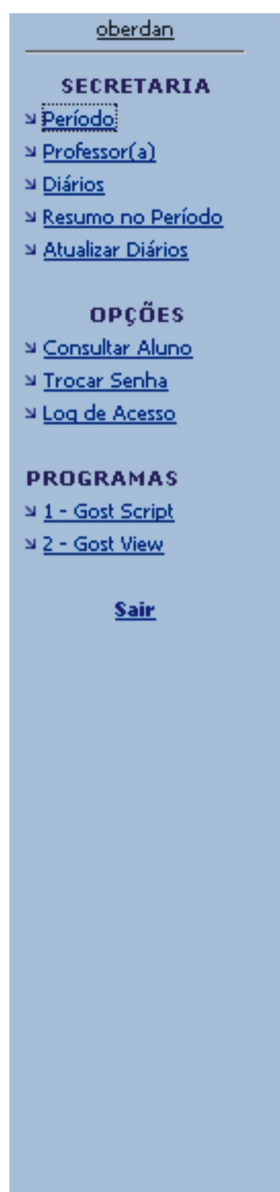 oberdan
SECRETARIA
Período
Professor(a)
Diários
Resumo no Período
Atualizar Diários
OPÇÕES
Consultar Aluno
Trocar Senha
Log de Acesso
PROGRAMAS
1 - Gost Script
2 - Gost View
Sair